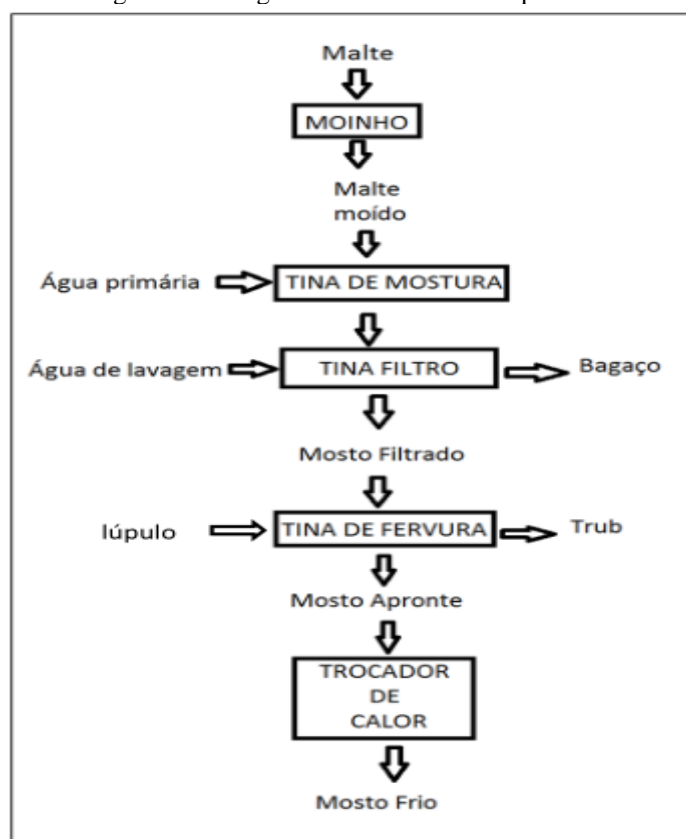 Malte
MOINHO
Malte
moído
Água primária
TINA DE MOSTURA
Água de lavagem
TINA FILTRO
Bagaço
Mosto Filtrado
lúpulo
TINA DE FERVURA
Trub
Mosto Apronte
TROCADOR
DE
CALOR
Mosto Frio